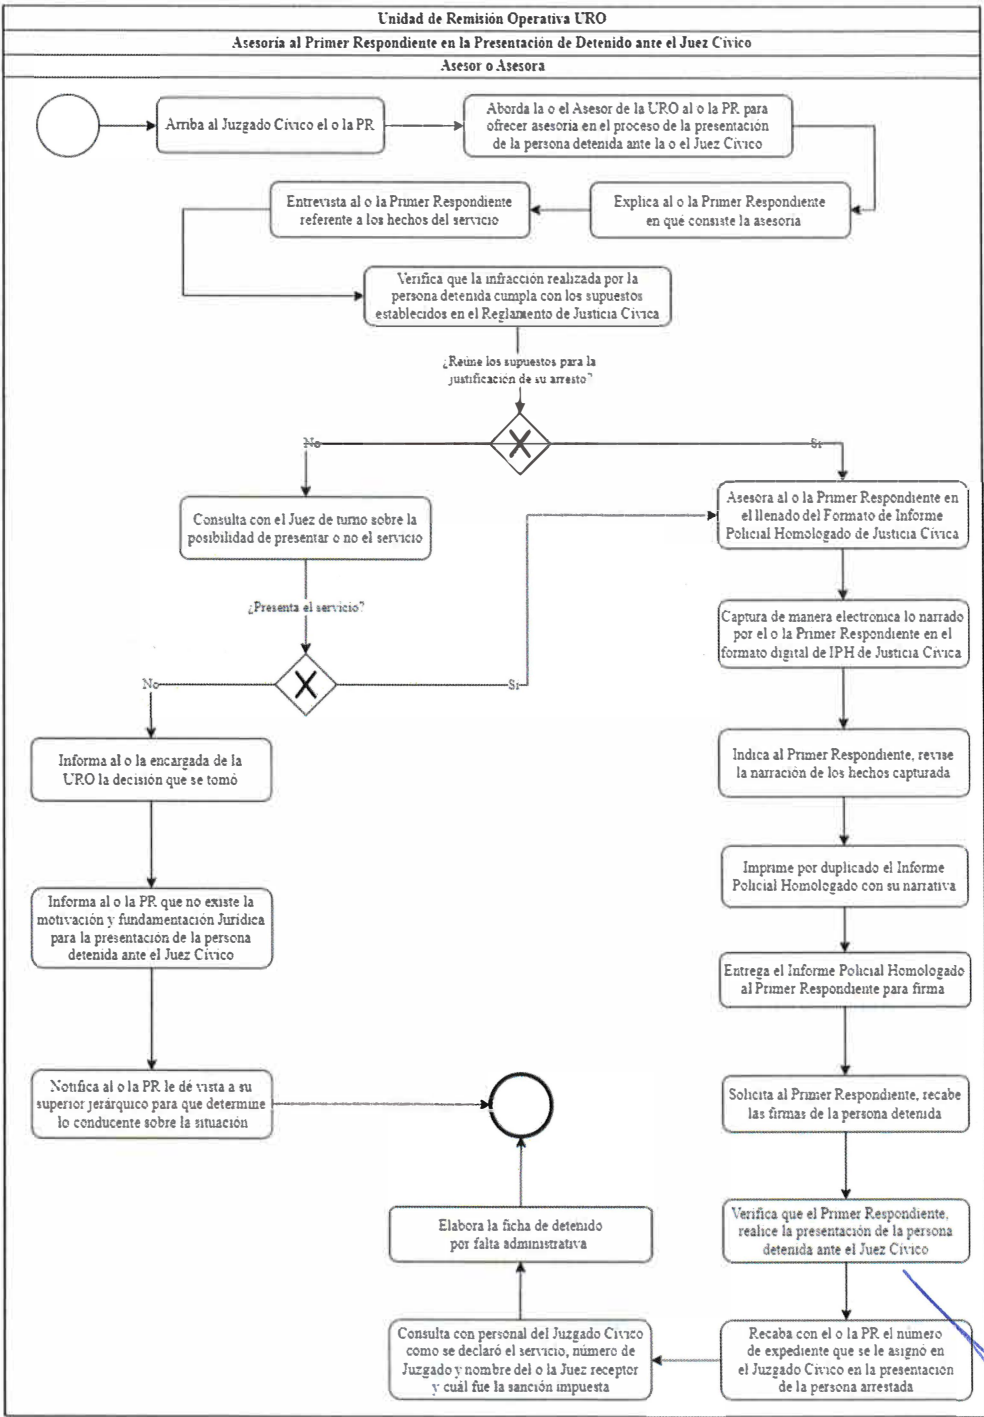 Unidad de Remisión Operativa URO
Asesoría al Primer Respondiente en la Presentación de Detenido ante el Juez Cívico
Asesor o Asesora
Arriba al Juzgado Cívico el o la PR
Aborda la o el Asesor de la URO al o la PR para
ofrecer asesoría en el proceso de la presentación
de la persona detenida ante la o el Juez Cívico
Explica al o la Primer Respondiente
en qué consiste la asesoría
Entrevista al o la Primer Respondiente
referente a los hechos del servicio
Verifica que la infracción realizada por la
persona detenida cumpla con los supuestos
establecidos en el Reglamento de Justicia Cívica
¿Reúne los supuestos para la
justificación de su arresto?
No
Si
Consulta con el Juez de turno sobre la
posibilidad de presentar o no el servicio
¿Presenta el servicio?
No
Si
Informa al o la encargada de la
URO la decisión que se tomó
Informa al o la PR que no existe la
motivación y fundamentación Jurídica
para la presentación de la persona
detenida ante el Juez Cívico
Notifica al o la PR le dé vista a su
superior jerárquico para que determine
lo conducente sobre la situación
Asesora al o la Primer Respondiente en
el llenado del Formato de Informe
Policial Homologado de Justicia Cívica
Captura de manera electronica lo narrado
por el o la Primer Respondiente en el
formato digital de IPH de Justicia Cívica
Indica al Primer Respondiente, revise
la narración de los hechos capturada
Imprime por duplicado el Informe
Policial Homologado con su narrativa
Entrega el Informe Policial Homologado
al Primer Respondiente para firma
Solicita al Primer Respondiente, recabe
las firmas de la persona detenida
Verifica que el Primer Respondiente,
realice la presentación de la persona
detenida ante el Juez Cívico
Recaba con el o la PR el número
de expediente que se le asignó en
el Juzgado Cívico en la presentación
de la persona arrestada
Consulta con personal del Juzgado Cívico
como se declaró el servicio, número de
Juzgado y nombre del o la Juez receptor
y cuál fue la sanción impuesta
Elabora la ficha de detenido
por falta administrativa